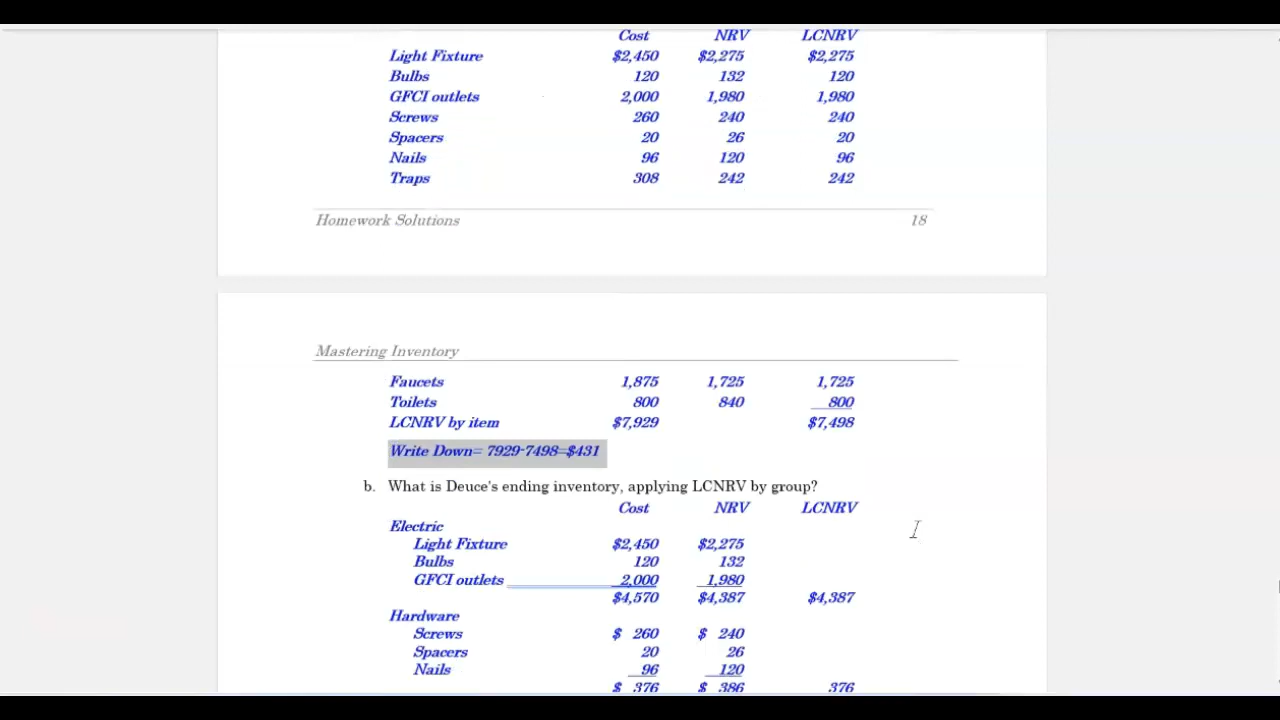 Cost NRV LCNRV
Light Fixture $2,450 $2,275 $2,275
Bulbs 120 132 120
GFCI outlets 2,000 1,980 1,980
Screws 260 240 240
Spacers 20 26 20
Nails 96 120 96
Traps 308 242 242
Homework Solutions 18
Mastering Inventory
Faucets 1,875 1,725 1,725
Toilets 800 840 800
LCNRV by item $7,929 $7,498
Write Down= 7929-7498=$431
b. What is Deuce's ending inventory, applying LCNRV by group?
Cost NRV LCNRV
Electric
Light Fixture $2,450 $2,275
Bulbs 120 132
GFCI outlets 2,000 1,980
$4,570 $4,387 $4,387
Hardware
Screws $ 260 $ 240
Spacers 20 26
Nails 96 120
$ 376 $ 386 376